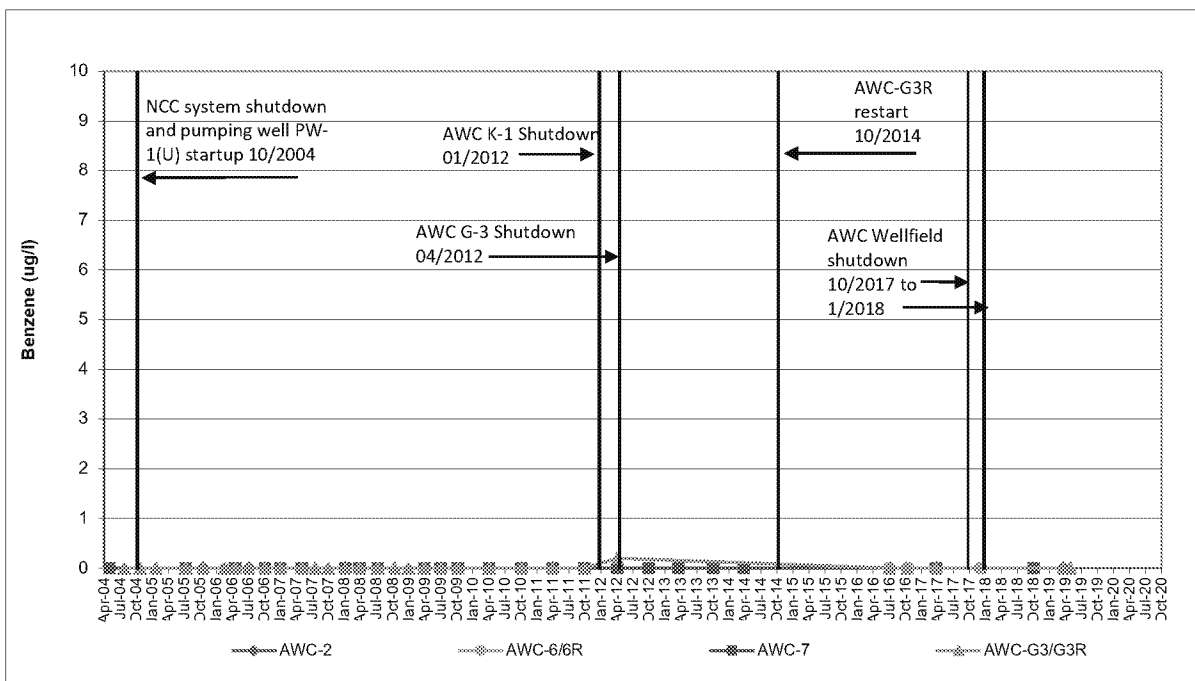 10
9
8
7
6
5
4
3
2
1
0
Benzene (ug/l)
NCC system shutdown
and pumping well PW-
1(U) startup 10/2004
AWC K-1 Shutdown
01/2012
AWC G-3 Shutdown
04/2012
AWC-G3R
restart
10/2014
AWC Wellfield
shutdown
10/2017 to
1/2018
Apr-04
Jul-04
Oct-04
Jan-05
Apr-05
Jul-05
Oct-05
Jan-06
Apr-06
Jul-06
Oct-06
Jan-07
Apr-07
Jul-07
Oct-07
Jan-08
Apr-08
Jul-08
Oct-08
Jan-09
Apr-09
Jul-09
Oct-09
Jan-10
Apr-10
Jul-10
Oct-10
Jan-11
Apr-11
Jul-11
Oct-11
Jan-12
Apr-12
Jul-12
Oct-12
Jan-13
Apr-13
Jul-13
Oct-13
Jan-14
Apr-14
Jul-14
Oct-14
Jan-15
Apr-15
Jul-15
Oct-15
Jan-16
Apr-16
Jul-16
Oct-16
Jan-17
Apr-17
Jul-17
Oct-17
Jan-18
Apr-18
Jul-18
Oct-18
Jan-19
Apr-19
Jul-19
Oct-19
Jan-20
Apr-20
Jul-20
Oct-20
AWC-2
AWC-6/6R
AWC-7
AWC-G3/G3R